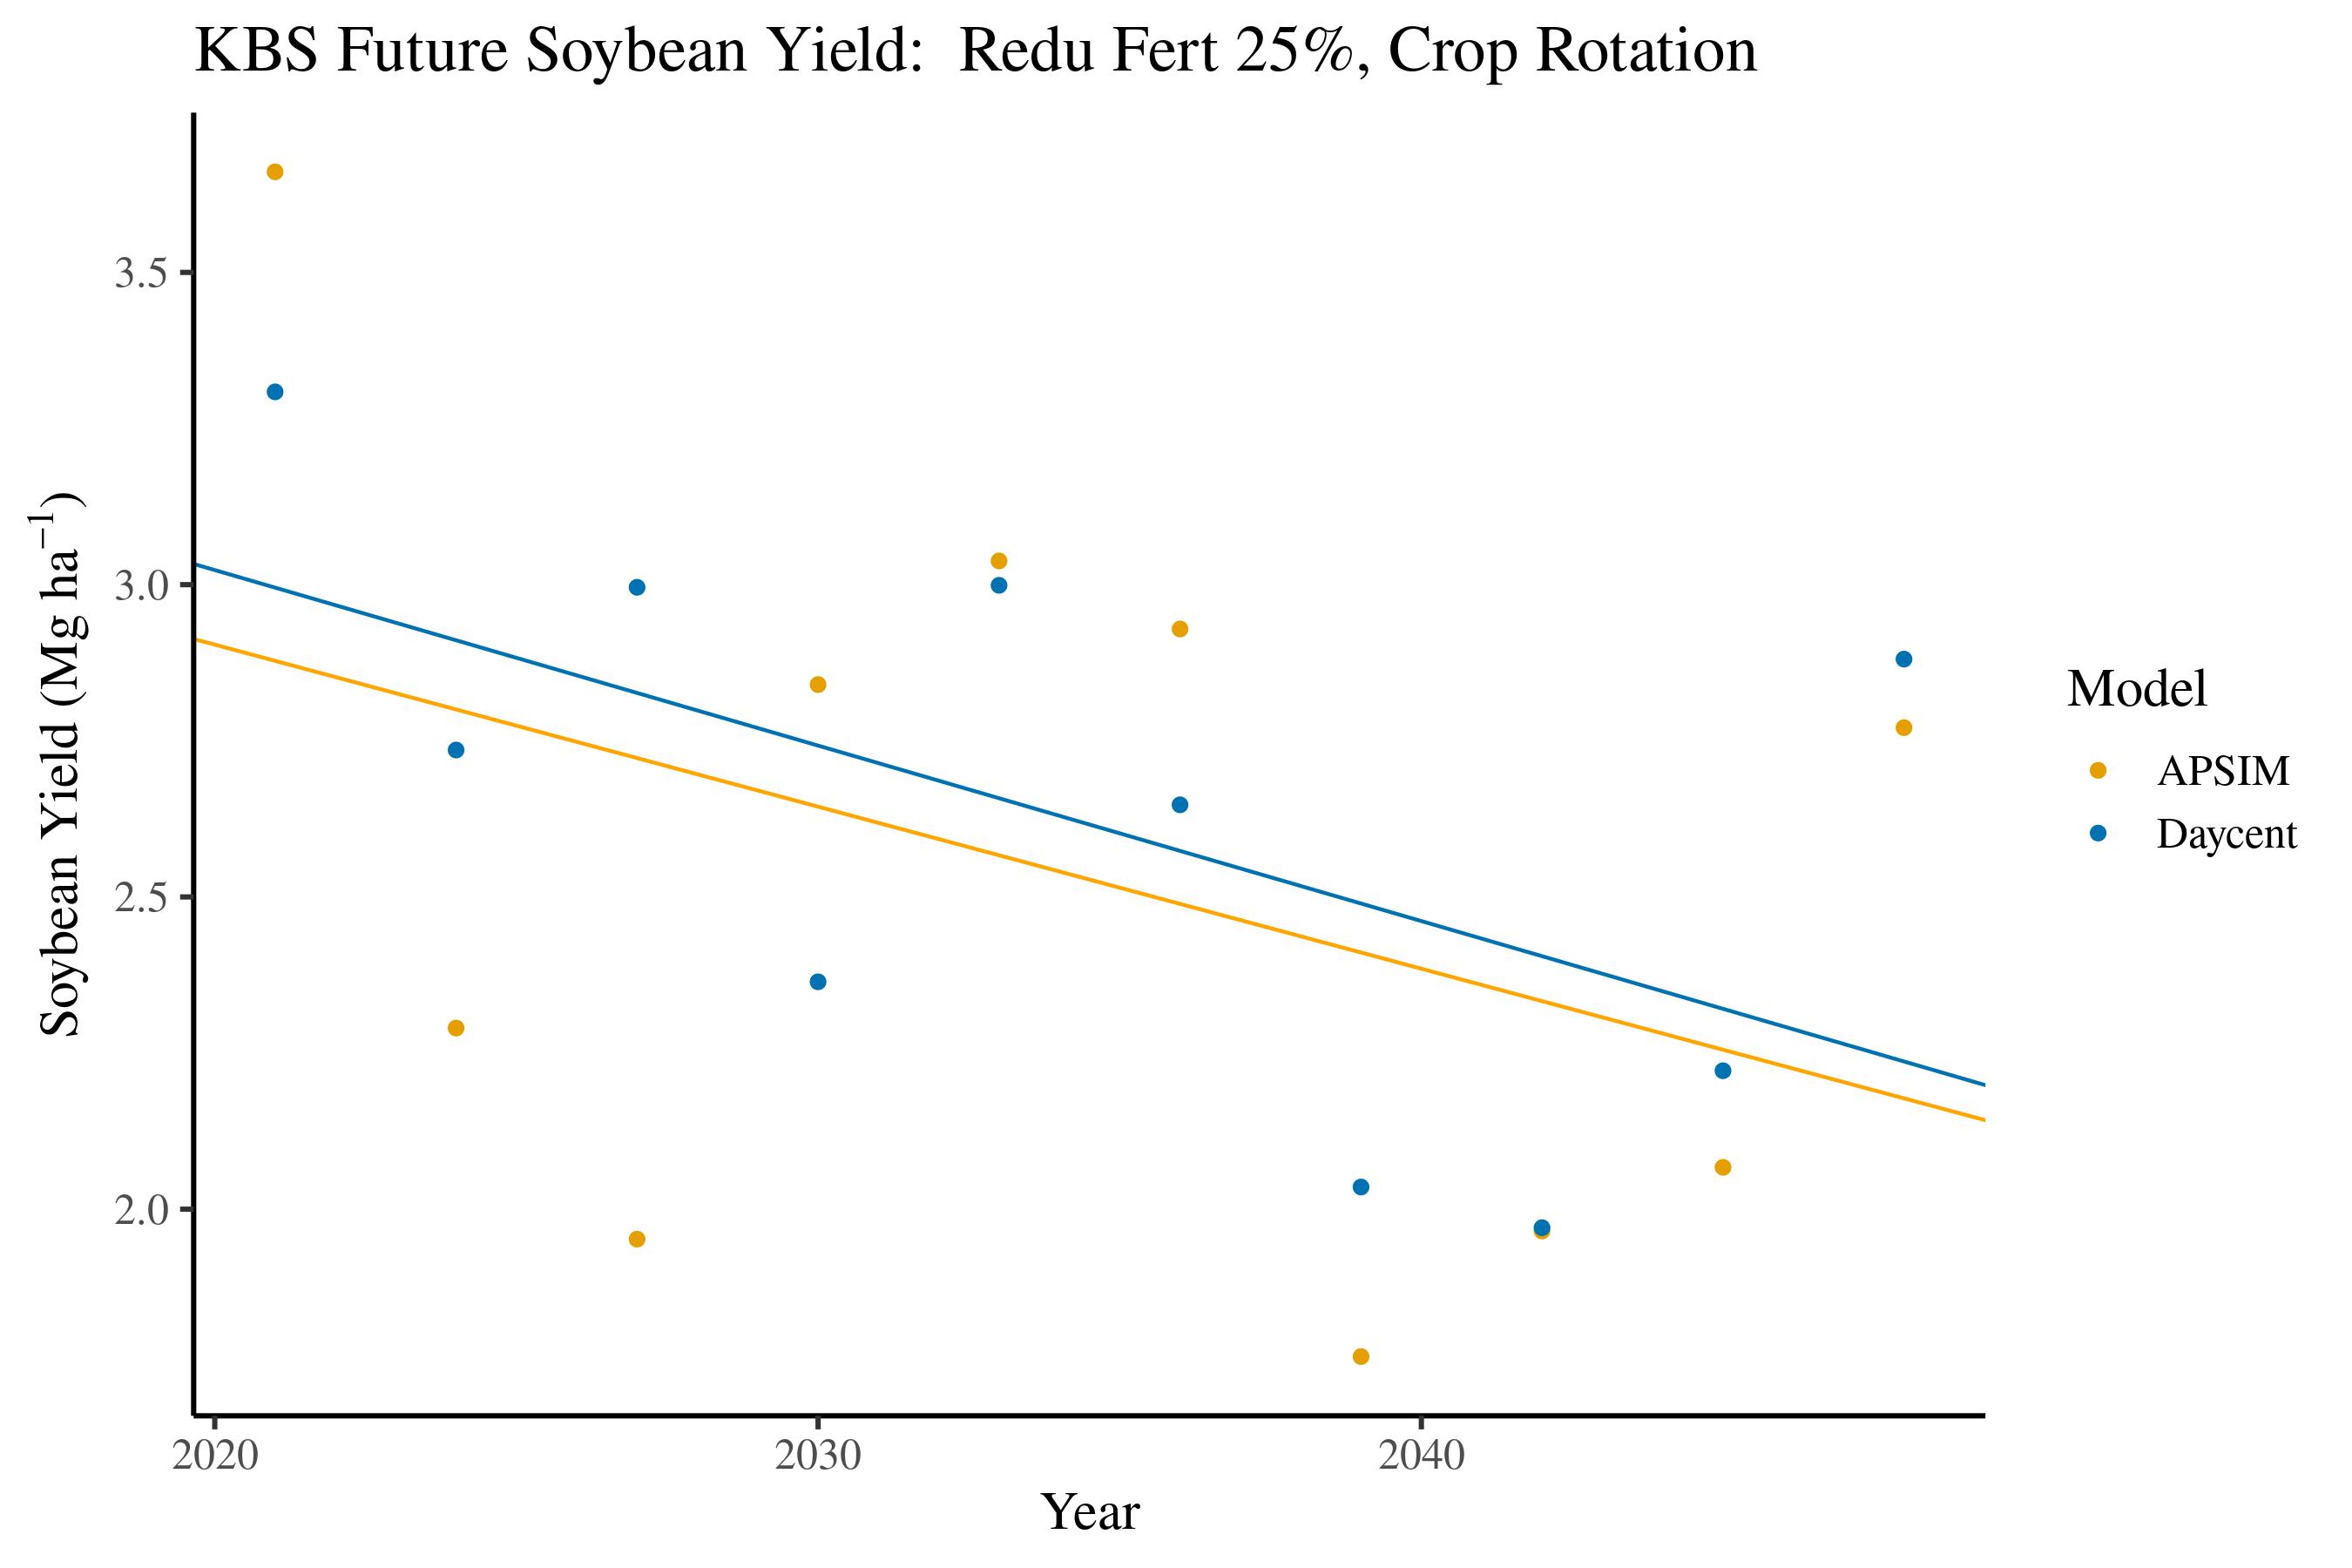 KBS Future Soybean Yield:  Redu Fert 25%, Crop Rotation
Soybean Yield (Mg ha⁻¹)
3.5
3.0
2.5
2.0
2020
2030
2040
Year
Model
APSIM
Daycent